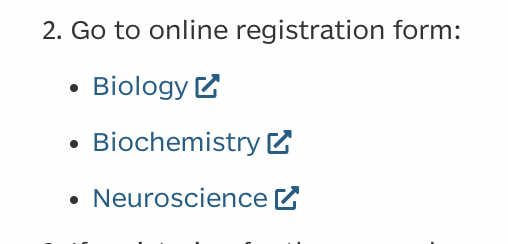 2. Go to online registration form:
• Biology
• Biochemistry
• Neuroscience